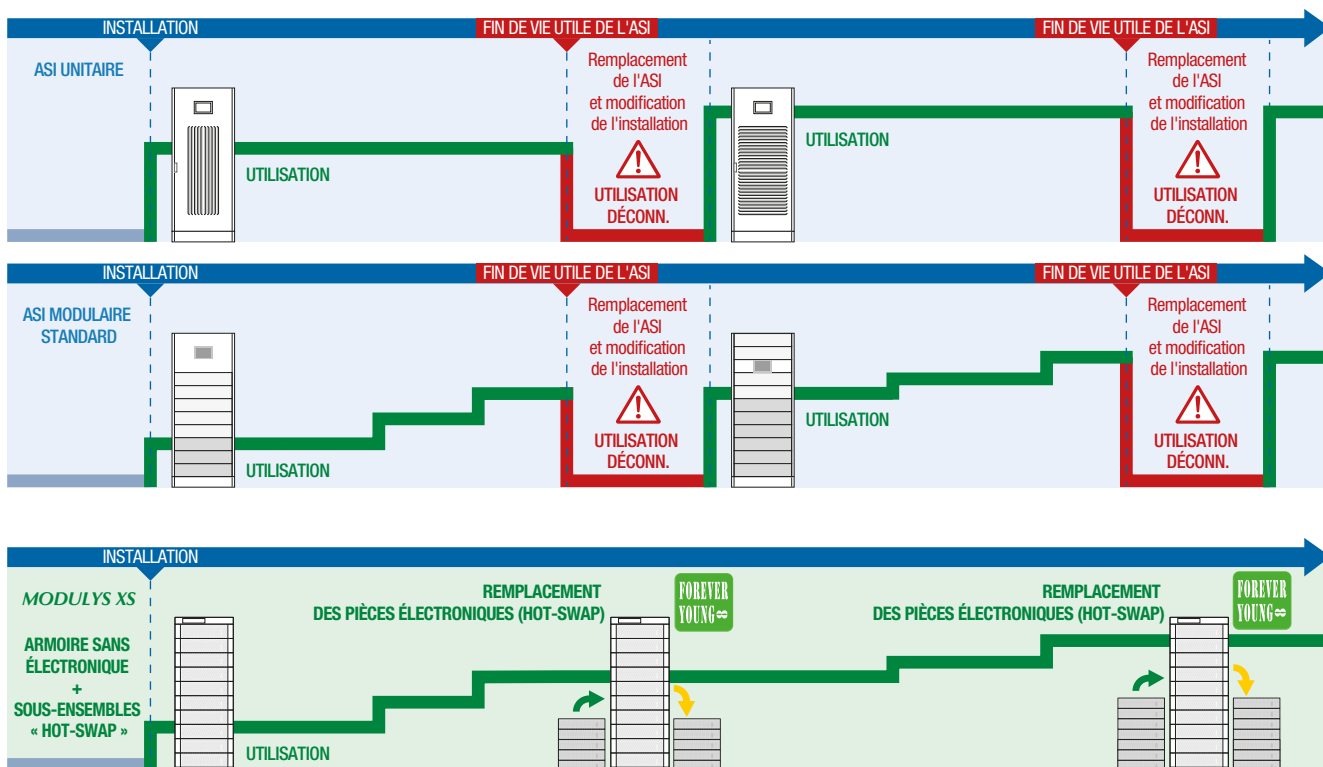 INSTALLATION
FIN DE VIE UTILE DE L'ASI
FIN DE VIE UTILE DE L'ASI
ASI UNITAIRE
Remplacement
de l'ASI
et modification
de l'installation
UTILISATION
DÉCONN.
Remplacement
de l'ASI
et modification
de l'installation
UTILISATION
DÉCONN.
UTILISATION
UTILISATION
INSTALLATION
FIN DE VIE UTILE DE L'ASI
FIN DE VIE UTILE DE L'ASI
ASI MODULAIRE
STANDARD
Remplacement
de l'ASI
et modification
de l'installation
UTILISATION
DÉCONN.
Remplacement
de l'ASI
et modification
de l'installation
UTILISATION
DÉCONN.
UTILISATION
UTILISATION
INSTALLATION
MODULYS XS
ARMOIRE SANS
ÉLECTRONIQUE
+
SOUS-ENSEMBLES
« HOT-SWAP »
REMPLACEMENT
DES PIÈCES ÉLECTRONIQUES (HOT-SWAP)
FOREVER
YOUNG
REMPLACEMENT
DES PIÈCES ÉLECTRONIQUES (HOT-SWAP)
FOREVER
YOUNG
UTILISATION